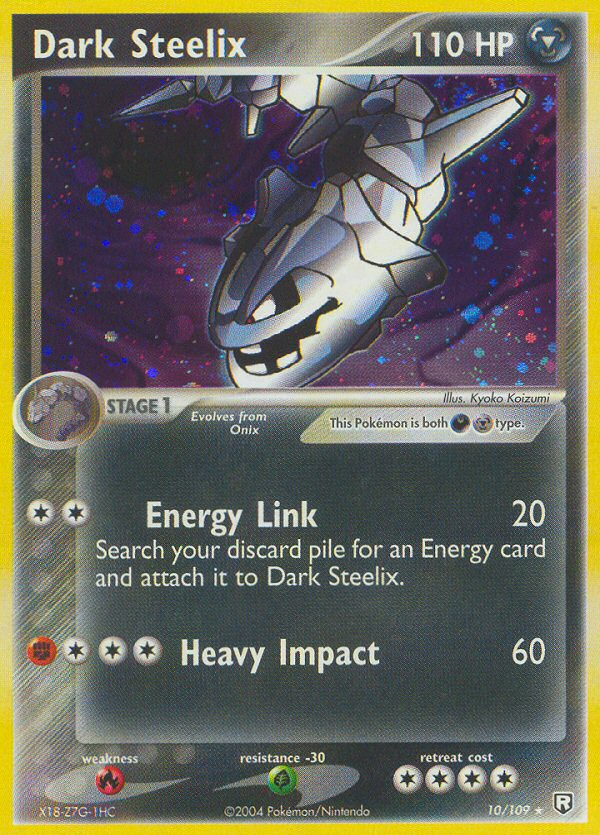 Dark Steelix 110 HP
Illus. Kyoko Koizumi
STAGE 1
Evolves from
Onix
This Pokémon is both type.
Energy Link 20
Search your discard pile for an Energy card
and attach it to Dark Steelix.
Heavy Impact 60
weakness resistance -30 retreat cost
X18-Z7G-1HC ©2004 Pokémon/Nintendo 10/109 ★ R